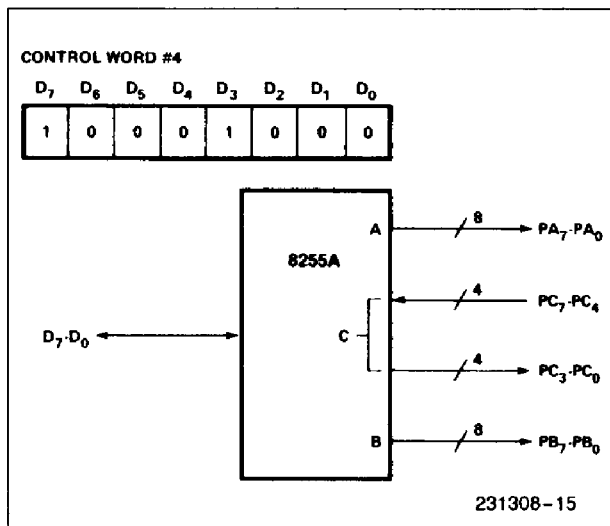 CONTROL WORD #4
D7 D6 D5 D4 D3 D2 D1 D0
1 0 0 0 1 0 0 0
A 8 PA7-PA0
8255A
4 PC7-PC4
D7-D0 C
4 PC3-PC0
B 8 PB7-PB0
231308-15